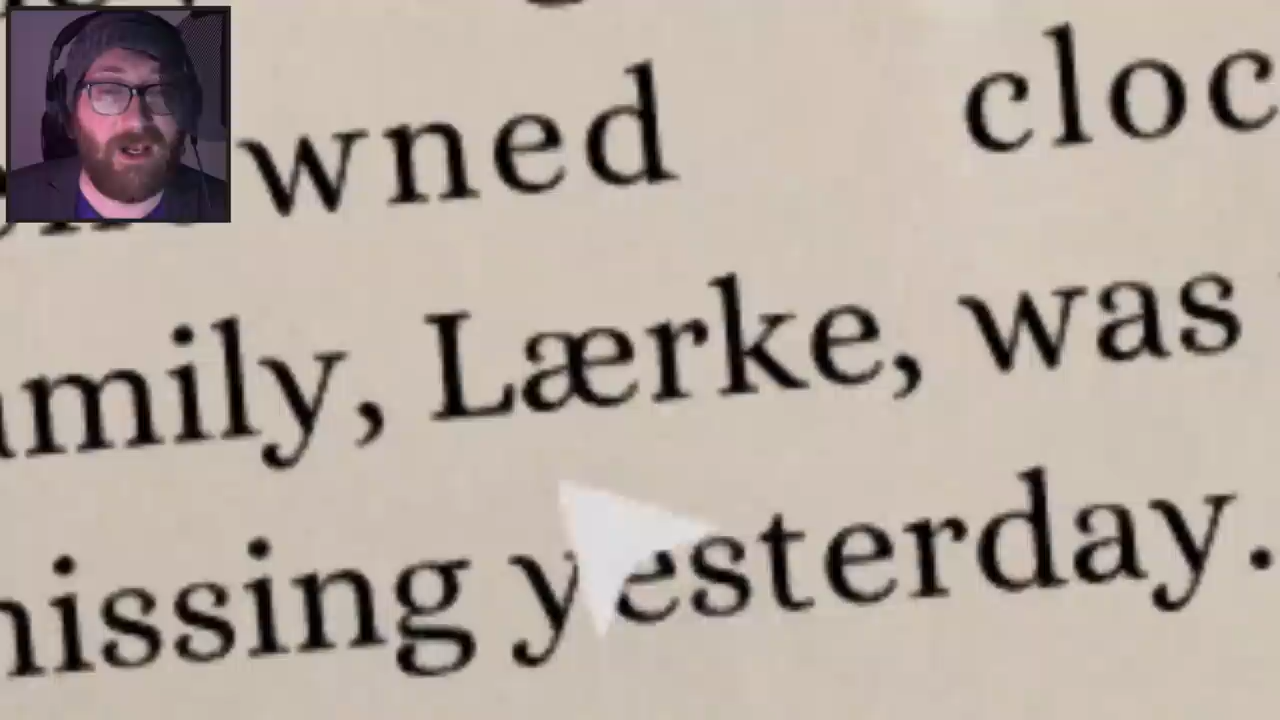 wned cloc
mily, Lærke, was
issing yesterday.